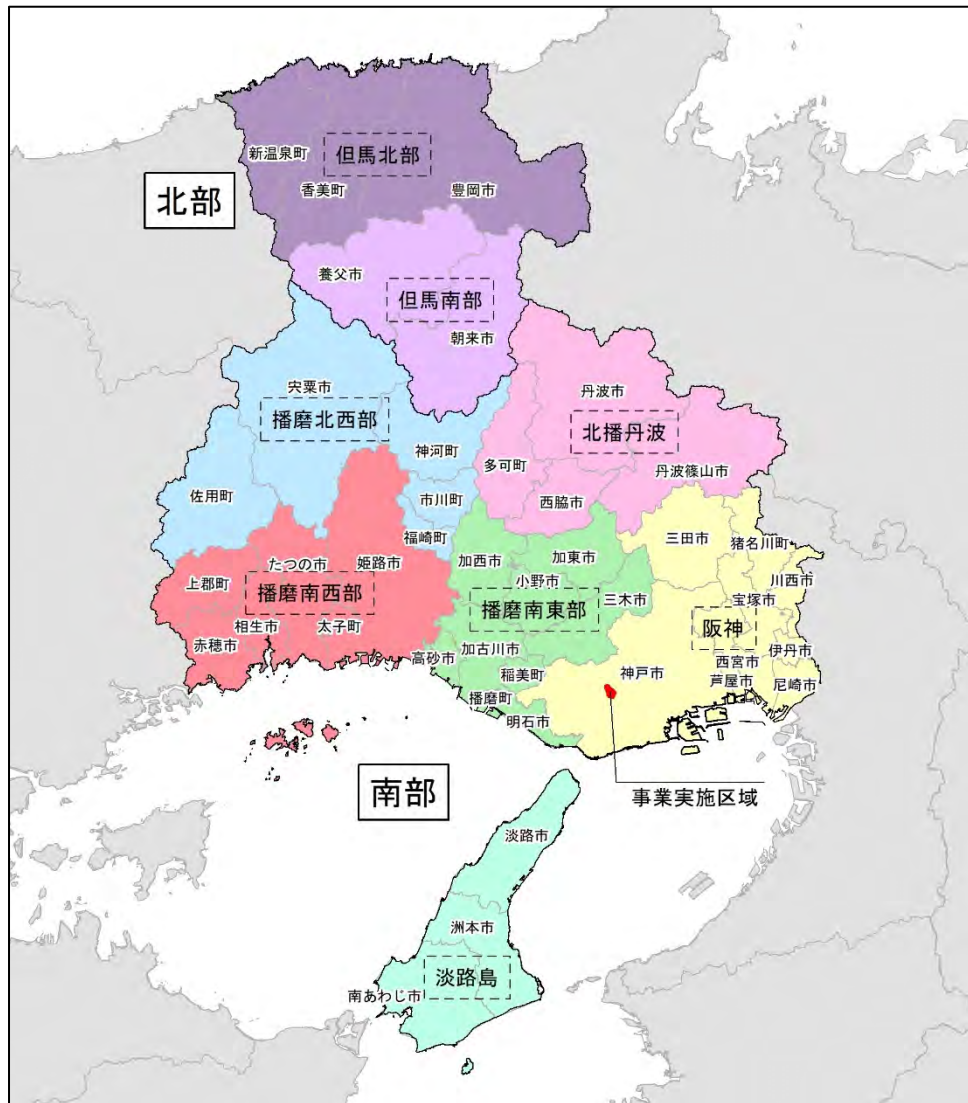 新温泉町
但馬北部
香美町
豊岡市
北部
養父市
但馬南部
朝来市
宍粟市
播磨北西部
丹波市
北播丹波
神河町
多可町
丹波篠山市
佐用町
市川町
西脇市
福崎町
三田市
猪名川町
加西市
加東市
たつの市
姫路市
上郡町
小野市
川西市
播磨南西部
播磨南東部
三木市
宝塚市
相生市
太子町
阪神
赤穂市
加古川市
伊丹市
高砂市
稲美町
神戸市
西宮市
芦屋市
尼崎市
播磨町
明石市
南部
事業実施区域
淡路市
洲本市
淡路島
南あわじ市